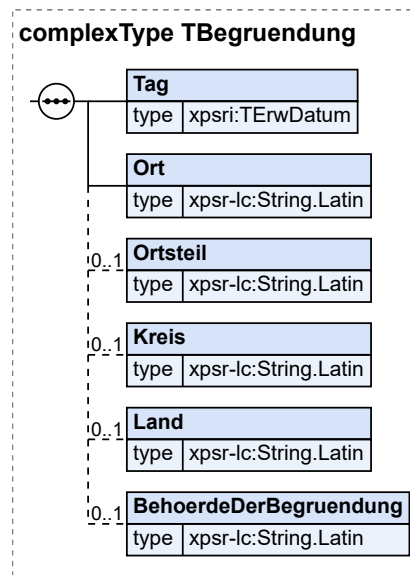 complexType TBegruendung
Tag
type xpsri:TErwDatum
Ort
type xpsr-lc:String.Latin
0..1 Ortsteil
type xpsr-lc:String.Latin
0..1 Kreis
type xpsr-lc:String.Latin
0..1 Land
type xpsr-lc:String.Latin
0..1 BehoerdeDerBegruendung
type xpsr-lc:String.Latin